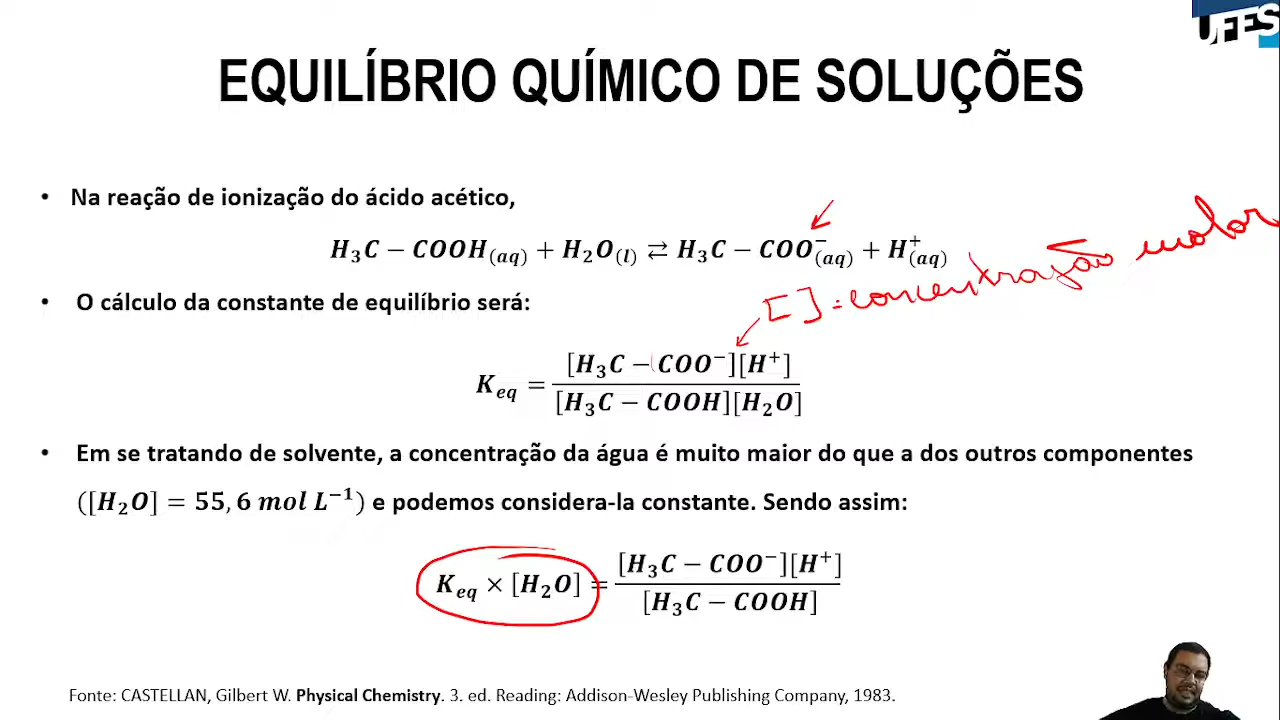 UFES
EQUILÍBRIO QUÍMICO DE SOLUÇÕES
• Na reação de ionização do ácido acético,
H₃C − COOH₍aq₎ + H₂O₍l₎ ⇄ H₃C − COO⁻₍aq₎ + H⁺₍aq₎
[ ] = concentração molar
• O cálculo da constante de equilíbrio será:
K_eq = [H₃C − COO⁻][H⁺] / [H₃C − COOH][H₂O]
• Em se tratando de solvente, a concentração da água é muito maior do que a dos outros componentes
([H₂O] = 55,6 mol L⁻¹) e podemos considera-la constante. Sendo assim:
K_eq × [H₂O] = [H₃C − COO⁻][H⁺] / [H₃C − COOH]
Fonte: CASTELLAN, Gilbert W. Physical Chemistry. 3. ed. Reading: Addison-Wesley Publishing Company, 1983.